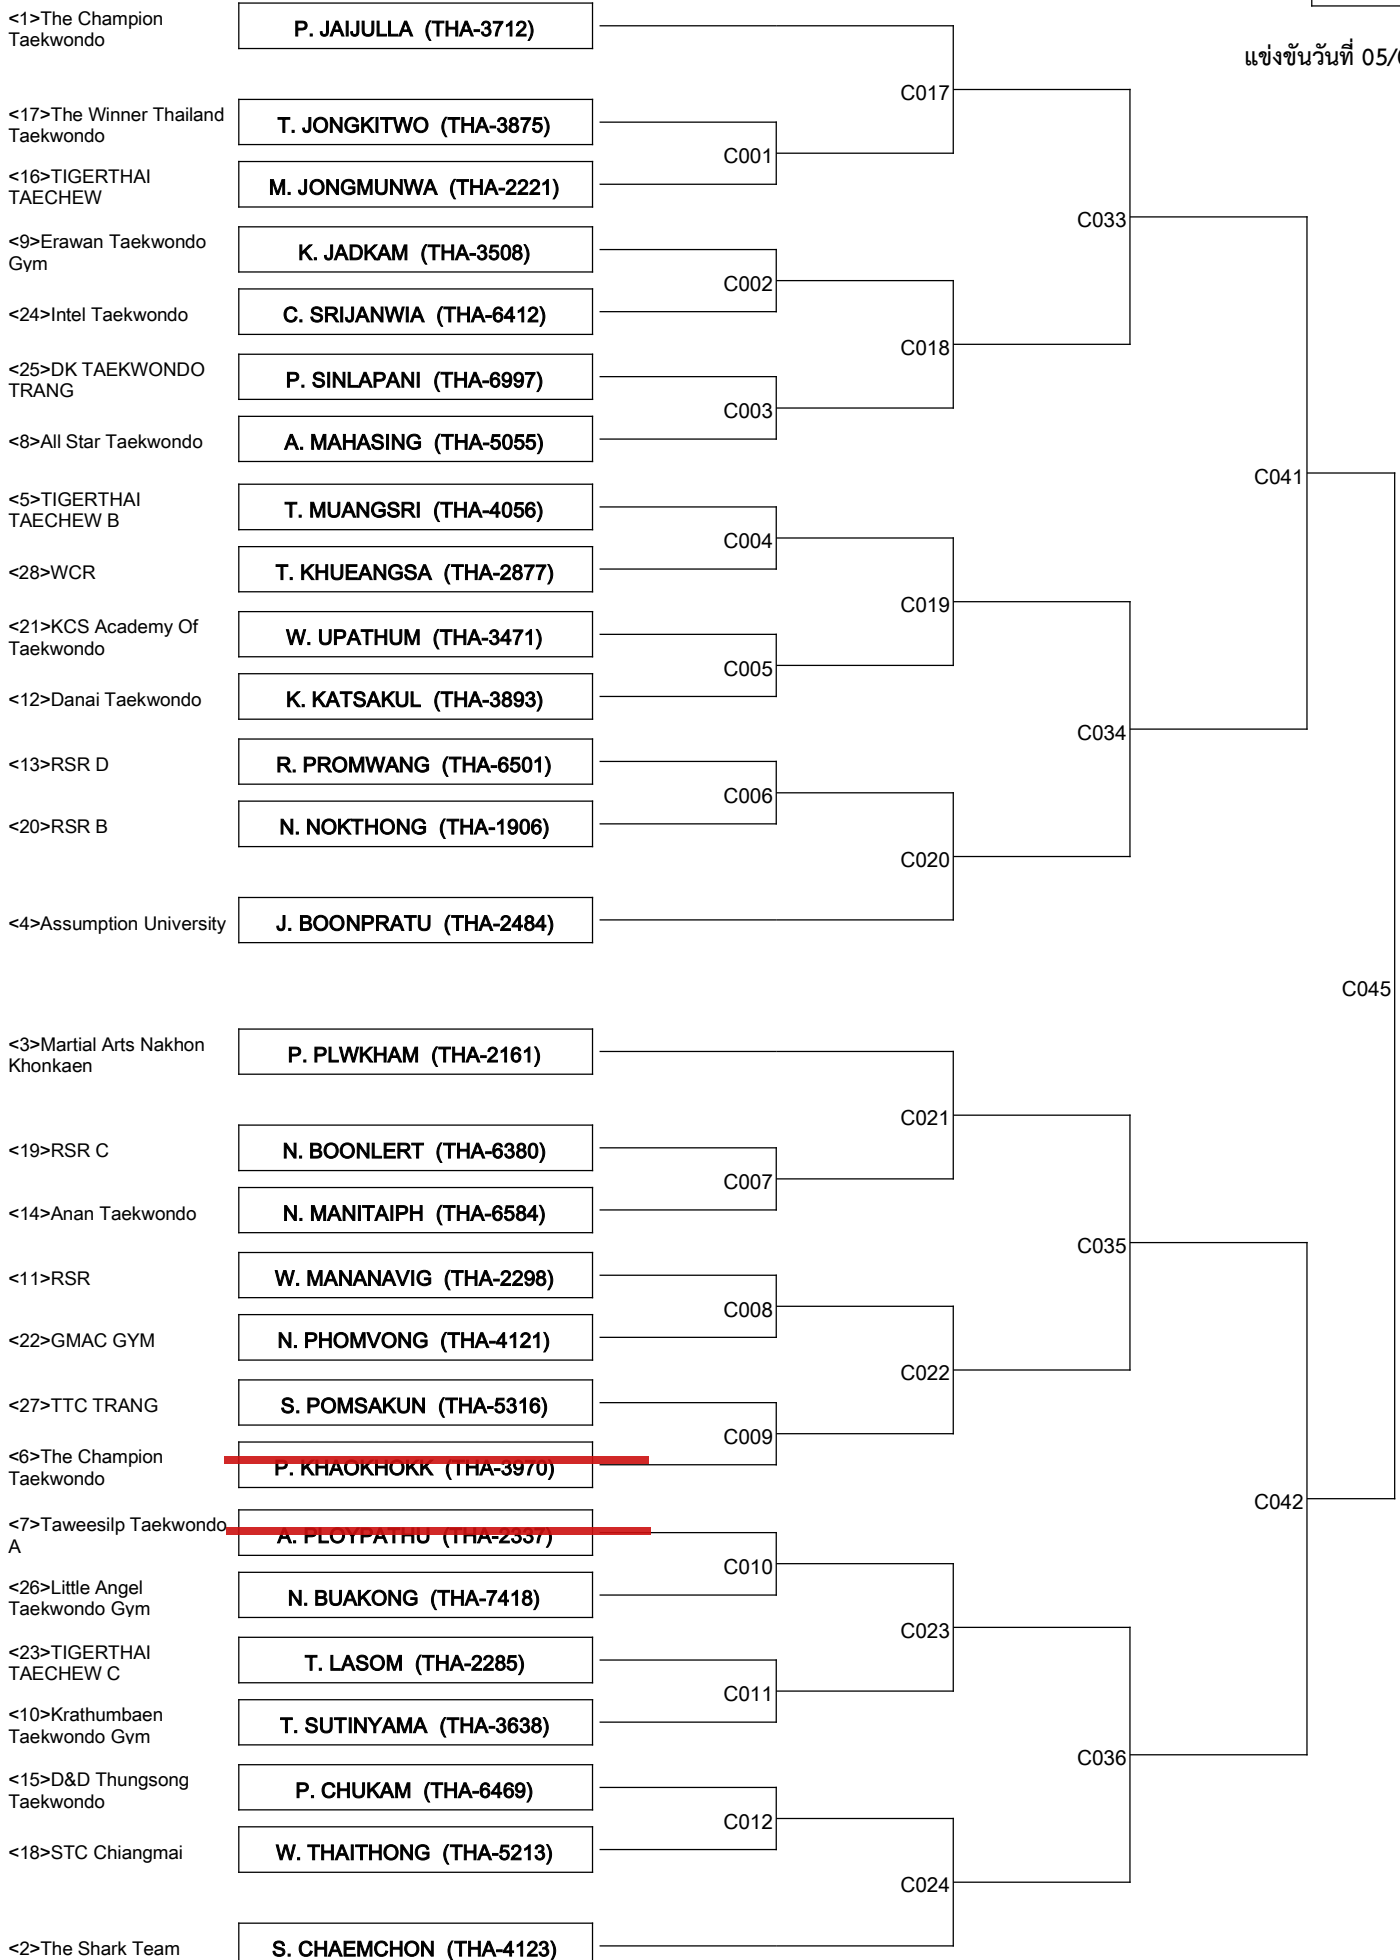 <1>The Champion
Taekwondo
P. JAIJULLA (THA-3712)
แข่งขันวันที่ 05/
C017
<17>The Winner Thailand
Taekwondo
T. JONGKITWO (THA-3875)
C001
<16>TIGERTHAI
TAECHEW
M. JONGMUNWA (THA-2221)
C033
<9>Erawan Taekwondo
Gym
K. JADKAM (THA-3508)
C002
<24>Intel Taekwondo
C. SRIJANWIA (THA-6412)
C018
<25>DK TAEKWONDO
TRANG
P. SINLAPANI (THA-6997)
C003
<8>All Star Taekwondo
A. MAHASING (THA-5055)
C041
<5>TIGERTHAI
TAECHEW B
T. MUANGSRI (THA-4056)
C004
<28>WCR
T. KHUEANGSA (THA-2877)
C019
<21>KCS Academy Of
Taekwondo
W. UPATHUM (THA-3471)
C005
<12>Danai Taekwondo
K. KATSAKUL (THA-3893)
C034
<13>RSR D
R. PROMWANG (THA-6501)
C006
<20>RSR B
N. NOKTHONG (THA-1906)
C020
<4>Assumption University
J. BOONPRATU (THA-2484)
C045
<3>Martial Arts Nakhon
Khonkaen
P. PLWKHAM (THA-2161)
C021
<19>RSR C
N. BOONLERT (THA-6380)
C007
<14>Anan Taekwondo
N. MANITAIPH (THA-6584)
C035
<11>RSR
W. MANANAVIG (THA-2298)
C008
<22>GMAC GYM
N. PHOMVONG (THA-4121)
C022
<27>TTC TRANG
S. POMSAKUN (THA-5316)
C009
<6>The Champion
Taekwondo
P. KHAOKHOKK (THA-3970)
C042
<7>Taweesilp Taekwondo
A
A. PLOYPATHU (THA-2337)
C010
<26>Little Angel
Taekwondo Gym
N. BUAKONG (THA-7418)
C023
<23>TIGERTHAI
TAECHEW C
T. LASOM (THA-2285)
C011
<10>Krathumbaen
Taekwondo Gym
T. SUTINYAMA (THA-3638)
C036
<15>D&D Thungsong
Taekwondo
P. CHUKAM (THA-6469)
C012
<18>STC Chiangmai
W. THAITHONG (THA-5213)
C024
<2>The Shark Team
S. CHAEMCHON (THA-4123)